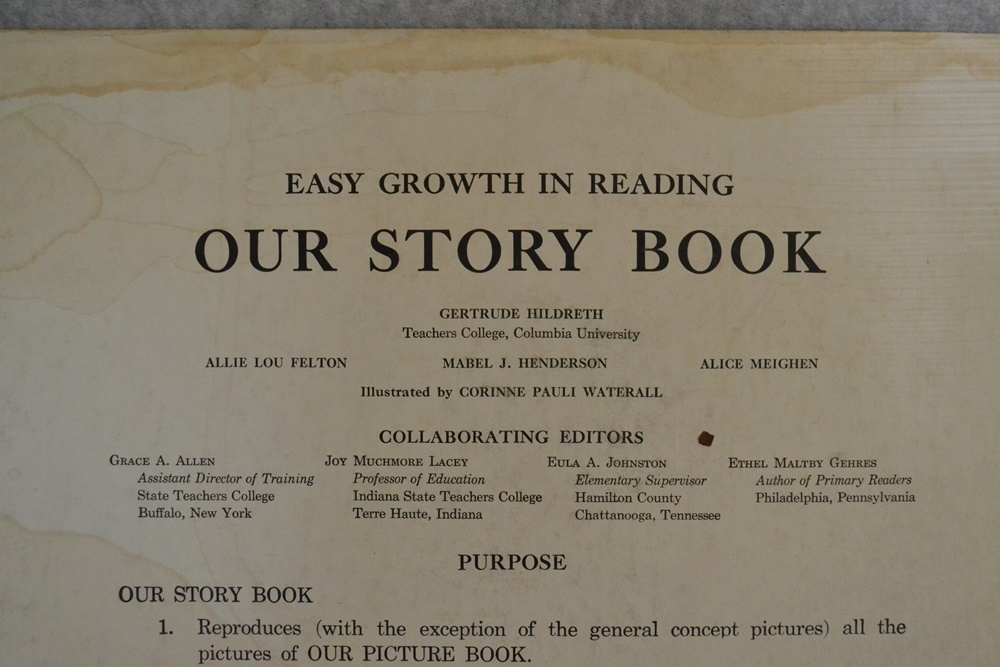 EASY GROWTH IN READING
OUR STORY BOOK
GERTRUDE HILDRETH
Teachers College, Columbia University
ALLIE LOU FELTON MABEL J. HENDERSON ALICE MEIGHEN
Illustrated by CORINNE PAULI WATERALL
COLLABORATING EDITORS
GRACE A. ALLEN
Assistant Director of Training
State Teachers College
Buffalo, New York
JOY MUCHMORE LACEY
Professor of Education
Indiana State Teachers College
Terre Haute, Indiana
EULA A. JOHNSTON
Elementary Supervisor
Hamilton County
Chattanooga, Tennessee
ETHEL MALTBY GEHRES
Author of Primary Readers
Philadelphia, Pennsylvania
PURPOSE
OUR STORY BOOK
1. Reproduces (with the exception of the general concept pictures) all the
pictures of OUR PICTURE BOOK.